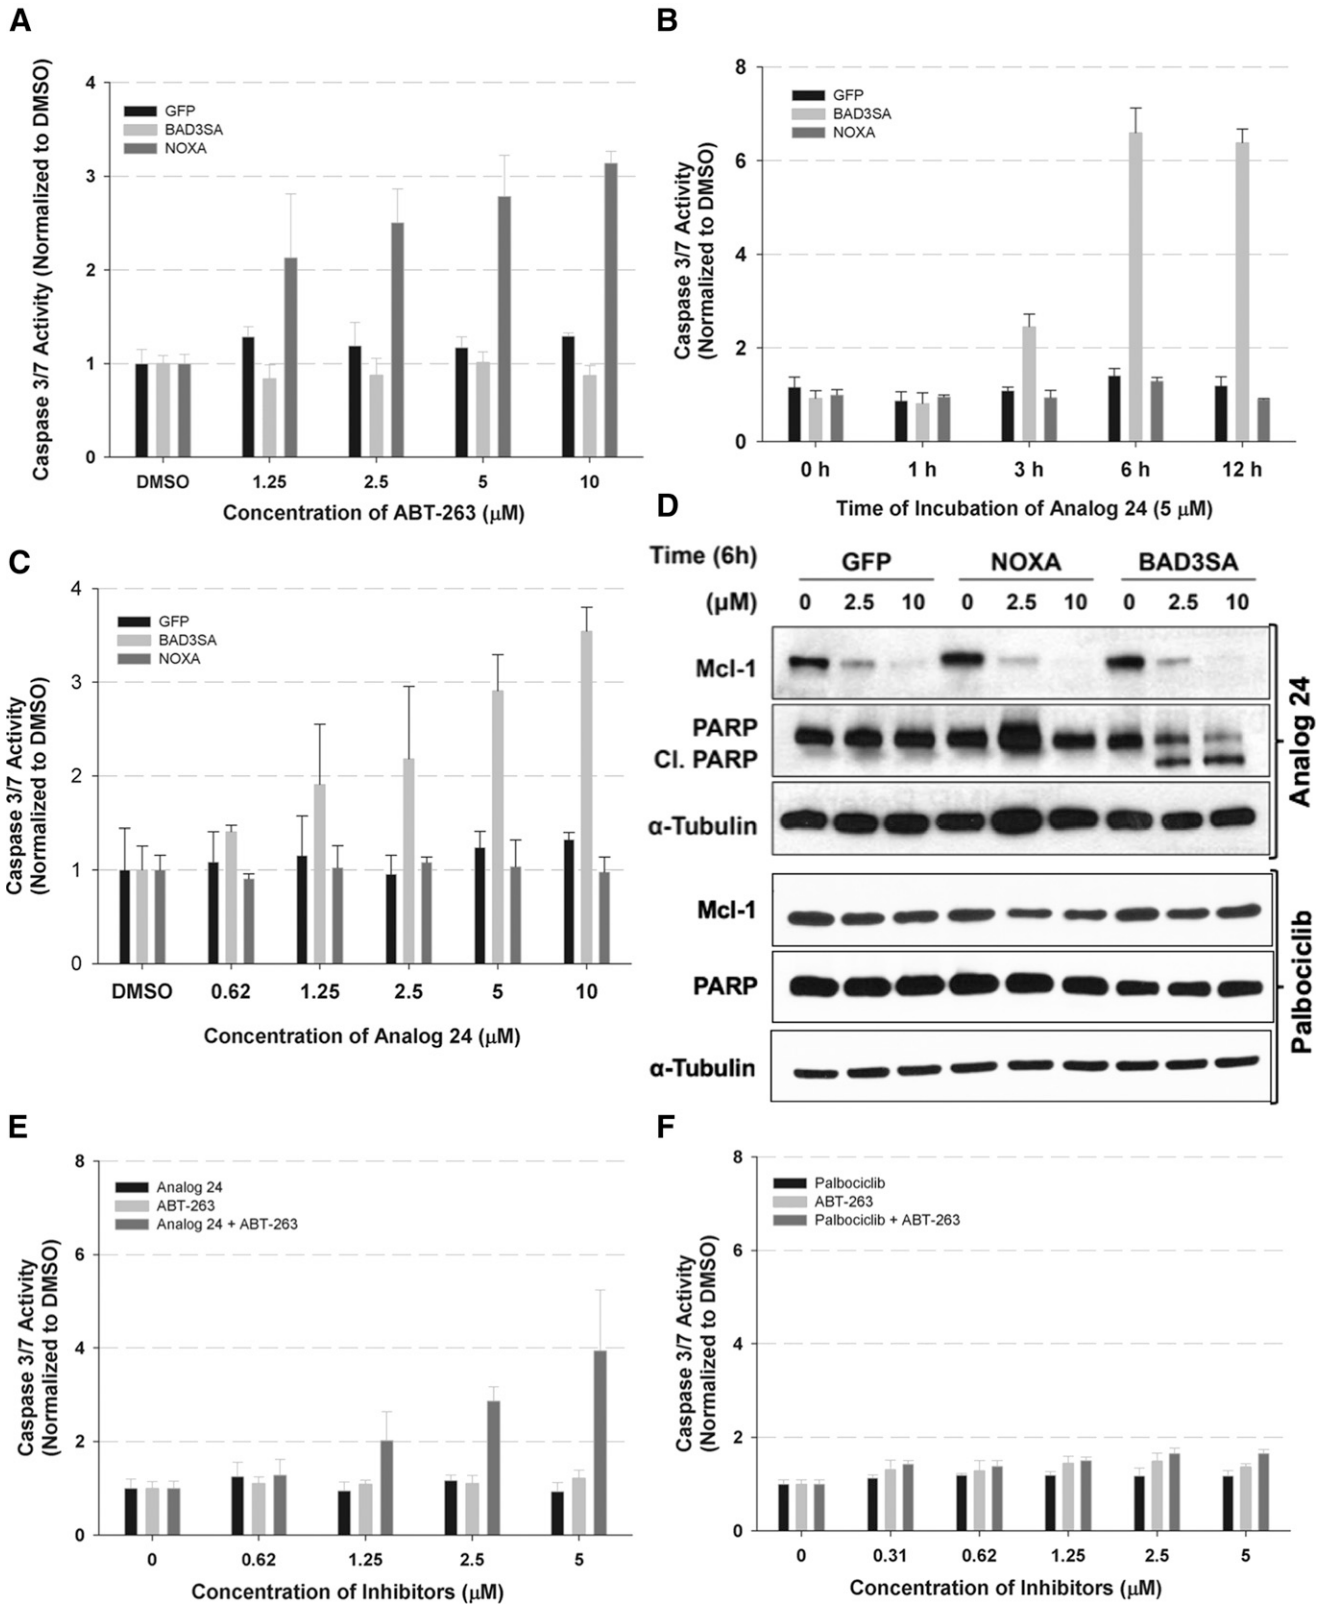 A
Caspase 3/7 Activity (Normalized to DMSO)
4
3
2
1
0
GFP
BAD3SA
NOXA
DMSO 1.25 2.5 5 10
Concentration of ABT-263 (μM)
B
Caspase 3/7 Activity
(Normalized to DMSO)
8
6
4
2
0
GFP
BAD3SA
NOXA
0 h 1 h 3 h 6 h 12 h
Time of Incubation of Analog 24 (5 μM)
C
Caspase 3/7 Activity
(Normalized to DMSO)
4
3
2
1
0
GFP
BAD3SA
NOXA
DMSO 0.62 1.25 2.5 5 10
Concentration of Analog 24 (μM)
D
Time (6h) GFP NOXA BAD3SA
(μM) 0 2.5 10 0 2.5 10 0 2.5 10
Mcl-1
PARP
Cl. PARP
α-Tubulin
Analog 24
Mcl-1
PARP
α-Tubulin
Palbociclib
E
Caspase 3/7 Activity
(Normalized to DMSO)
8
6
4
2
0
Analog 24
ABT-263
Analog 24 + ABT-263
0 0.62 1.25 2.5 5
Concentration of Inhibitors (μM)
F
Caspase 3/7 Activity
(Normalized to DMSO)
8
6
4
2
0
Palbociclib
ABT-263
Palbociclib + ABT-263
0 0.31 0.62 1.25 2.5 5
Concentration of Inhibitors (μM)